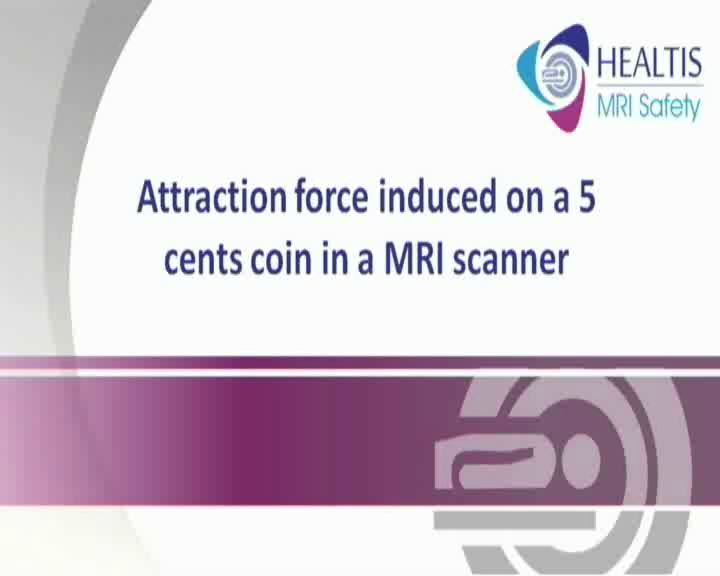 HEALTIS
MRI Safety
Attraction force induced on a 5
cents coin in a MRI scanner